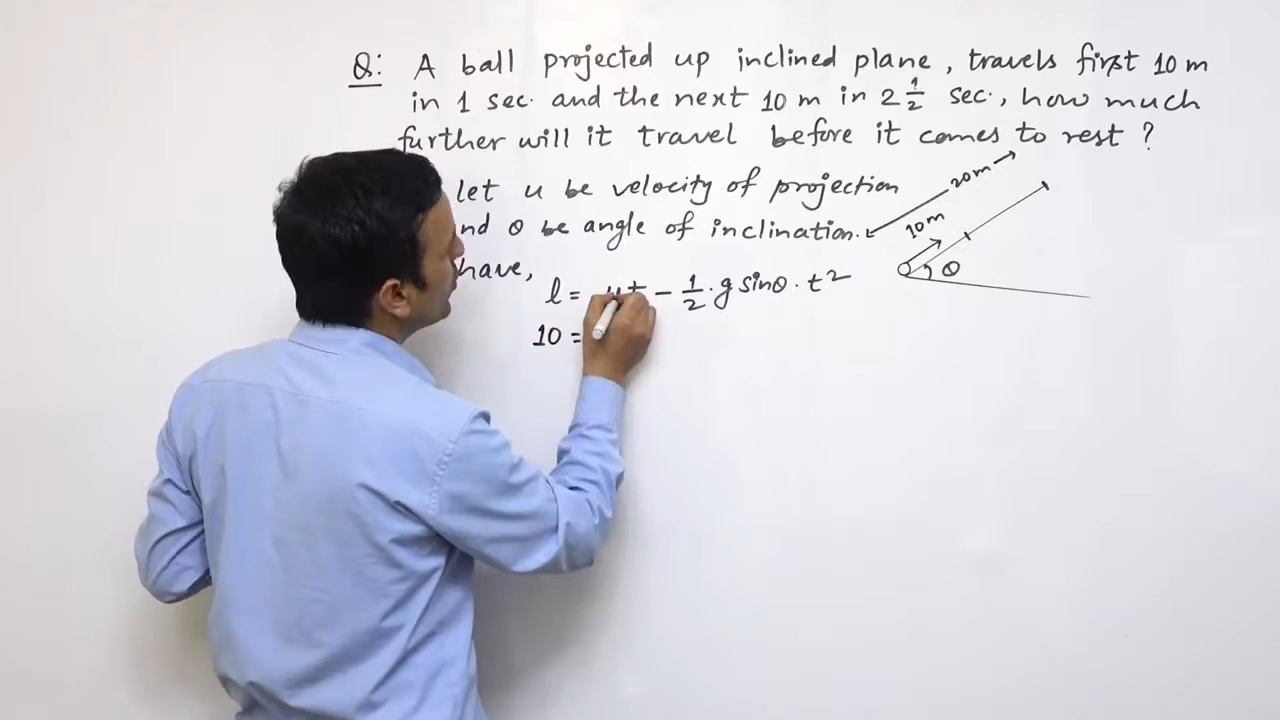 Q: A ball projected up inclined plane, travels first 10 m
in 1 sec. and the next 10 m in 2 1/2 sec., how much
further will it travel before it comes to rest ?
let u be velocity of projection
nd θ be angle of inclination.
have,
l = ut - 1/2 · g sinθ · t²
10 =
10m
20m
θ